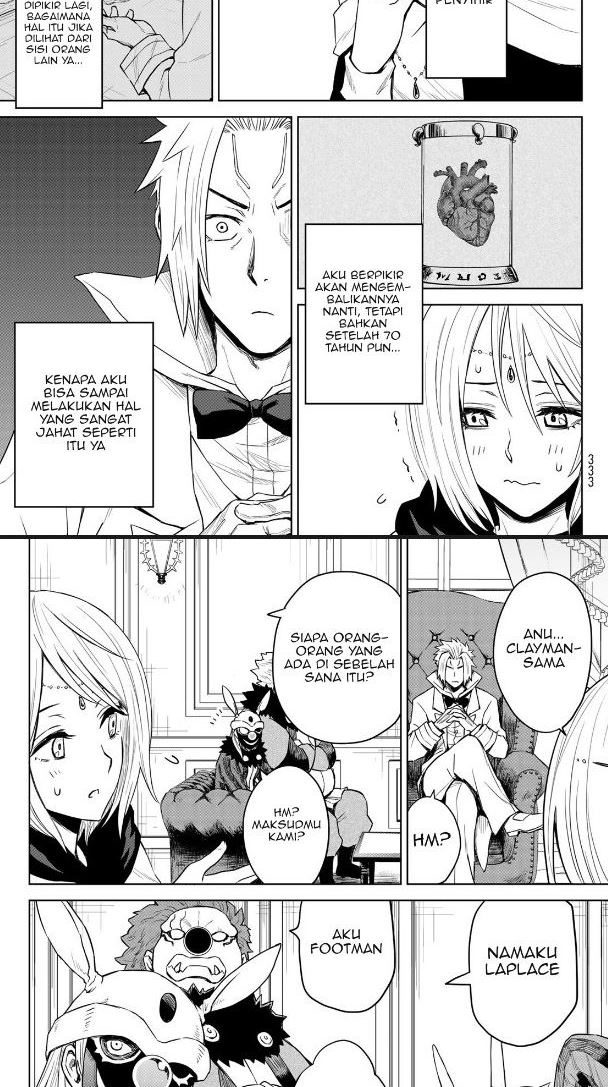 DIPIKIR LAGI,
BAGAIMANA
HAL ITU JIKA
DILIHAT DARI
SISI ORANG
LAIN YA...
PENYIHIR
AKU BERPIKIR
AKAN MENGEM-
BALIKANNYA
NANTI, TETAPI
BAHKAN
SETELAH 70
TAHUN PUN...
KENAPA AKU
BISA SAMPAI
MELAKUKAN HAL
YANG SANGAT
JAHAT SEPERTI
ITU YA
333
ANU...
CLAYMAN-
SAMA
HM?
SIAPA ORANG-
ORANG YANG
ADA DI SEBELAH
SANA ITU?
HM?
MAKSUDMU
KAMI?
NAMAKU
LAPLACE
AKU
FOOTMAN